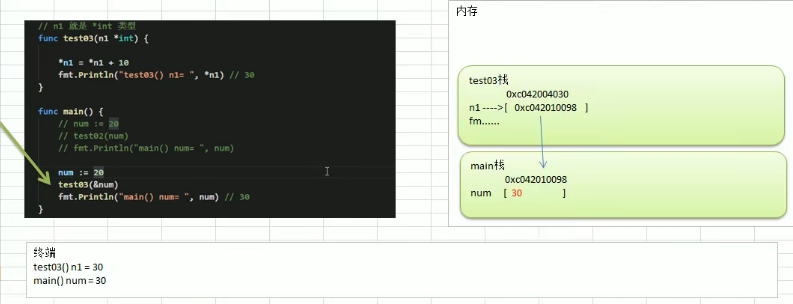 // n1 就是 *int 类型
func test03(n1 *int) {
*n1 = *n1 + 10
fmt.Println("test03() n1= ", *n1) // 30
}
func main() {
// num := 20
// test02(num)
// fmt.Println("main() num= ", num)
num := 20
test03(&num)
fmt.Println("main() num= ", num) // 30
}
内存
test03栈
0xc042004030
n1 ---->[ 0xc042010098 ]
fm......
main栈
0xc042010098
num [ 30 ]
终端
test03() n1 = 30
main() num = 30